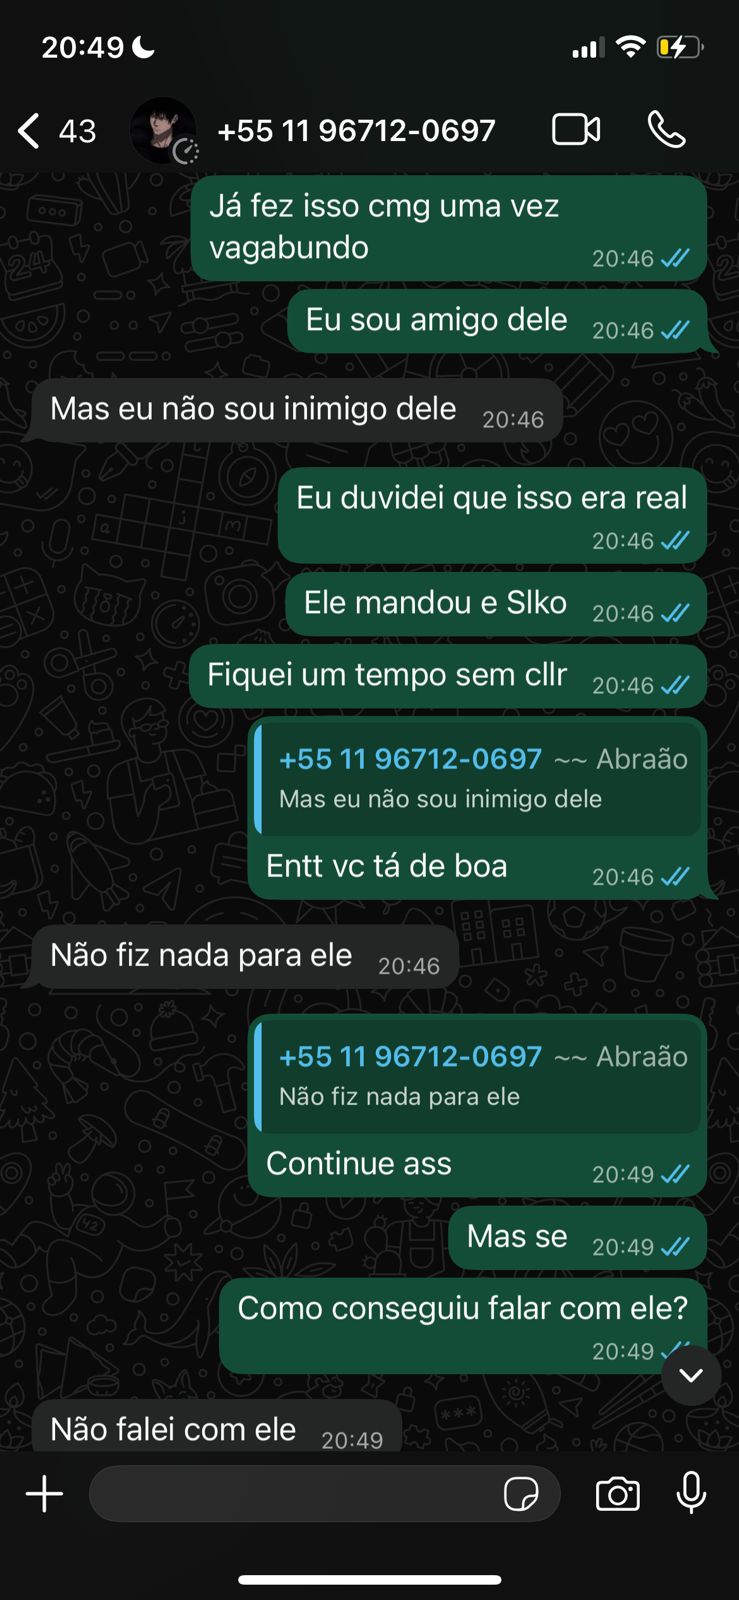 20:49
43
+55 11 96712-0697
Já fez isso cmg uma vez
vagabundo
20:46
Eu sou amigo dele
20:46
Mas eu não sou inimigo dele
20:46
Eu duvidei que isso era real
20:46
Ele mandou e Slko
20:46
Fiquei um tempo sem cllr
20:46
+55 11 96712-0697 ~~ Abraão
Mas eu não sou inimigo dele
Entt vc tá de boa
20:46
Não fiz nada para ele
20:46
+55 11 96712-0697 ~~ Abraão
Não fiz nada para ele
Continue ass
20:49
Mas se
20:49
Como conseguiu falar com ele?
20:49
Não falei com ele
20:49